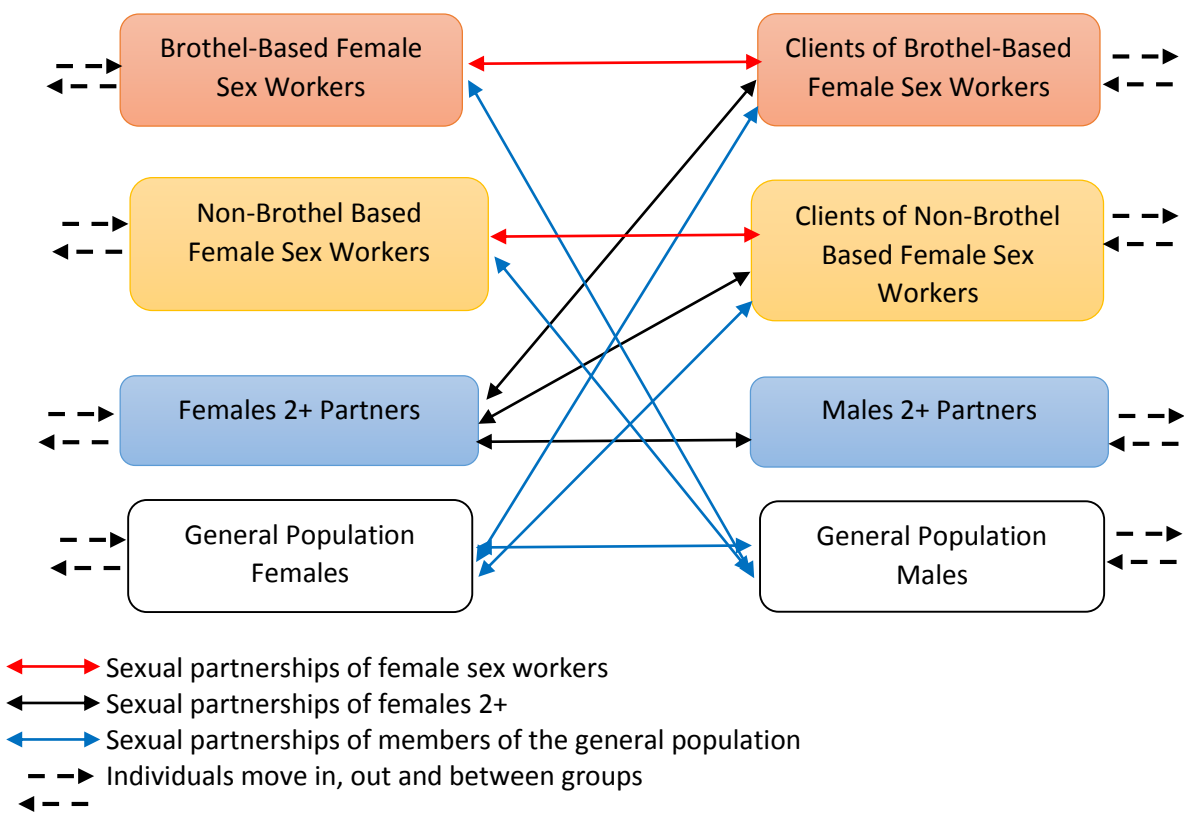 Brothel-Based Female
Sex Workers
Clients of Brothel-Based
Female Sex Workers
Non-Brothel Based
Female Sex Workers
Clients of Non-Brothel
Based Female Sex
Workers
Females 2+ Partners
Males 2+ Partners
General Population
Females
General Population
Males
Sexual partnerships of female sex workers
Sexual partnerships of females 2+
Sexual partnerships of members of the general population
Individuals move in, out and between groups